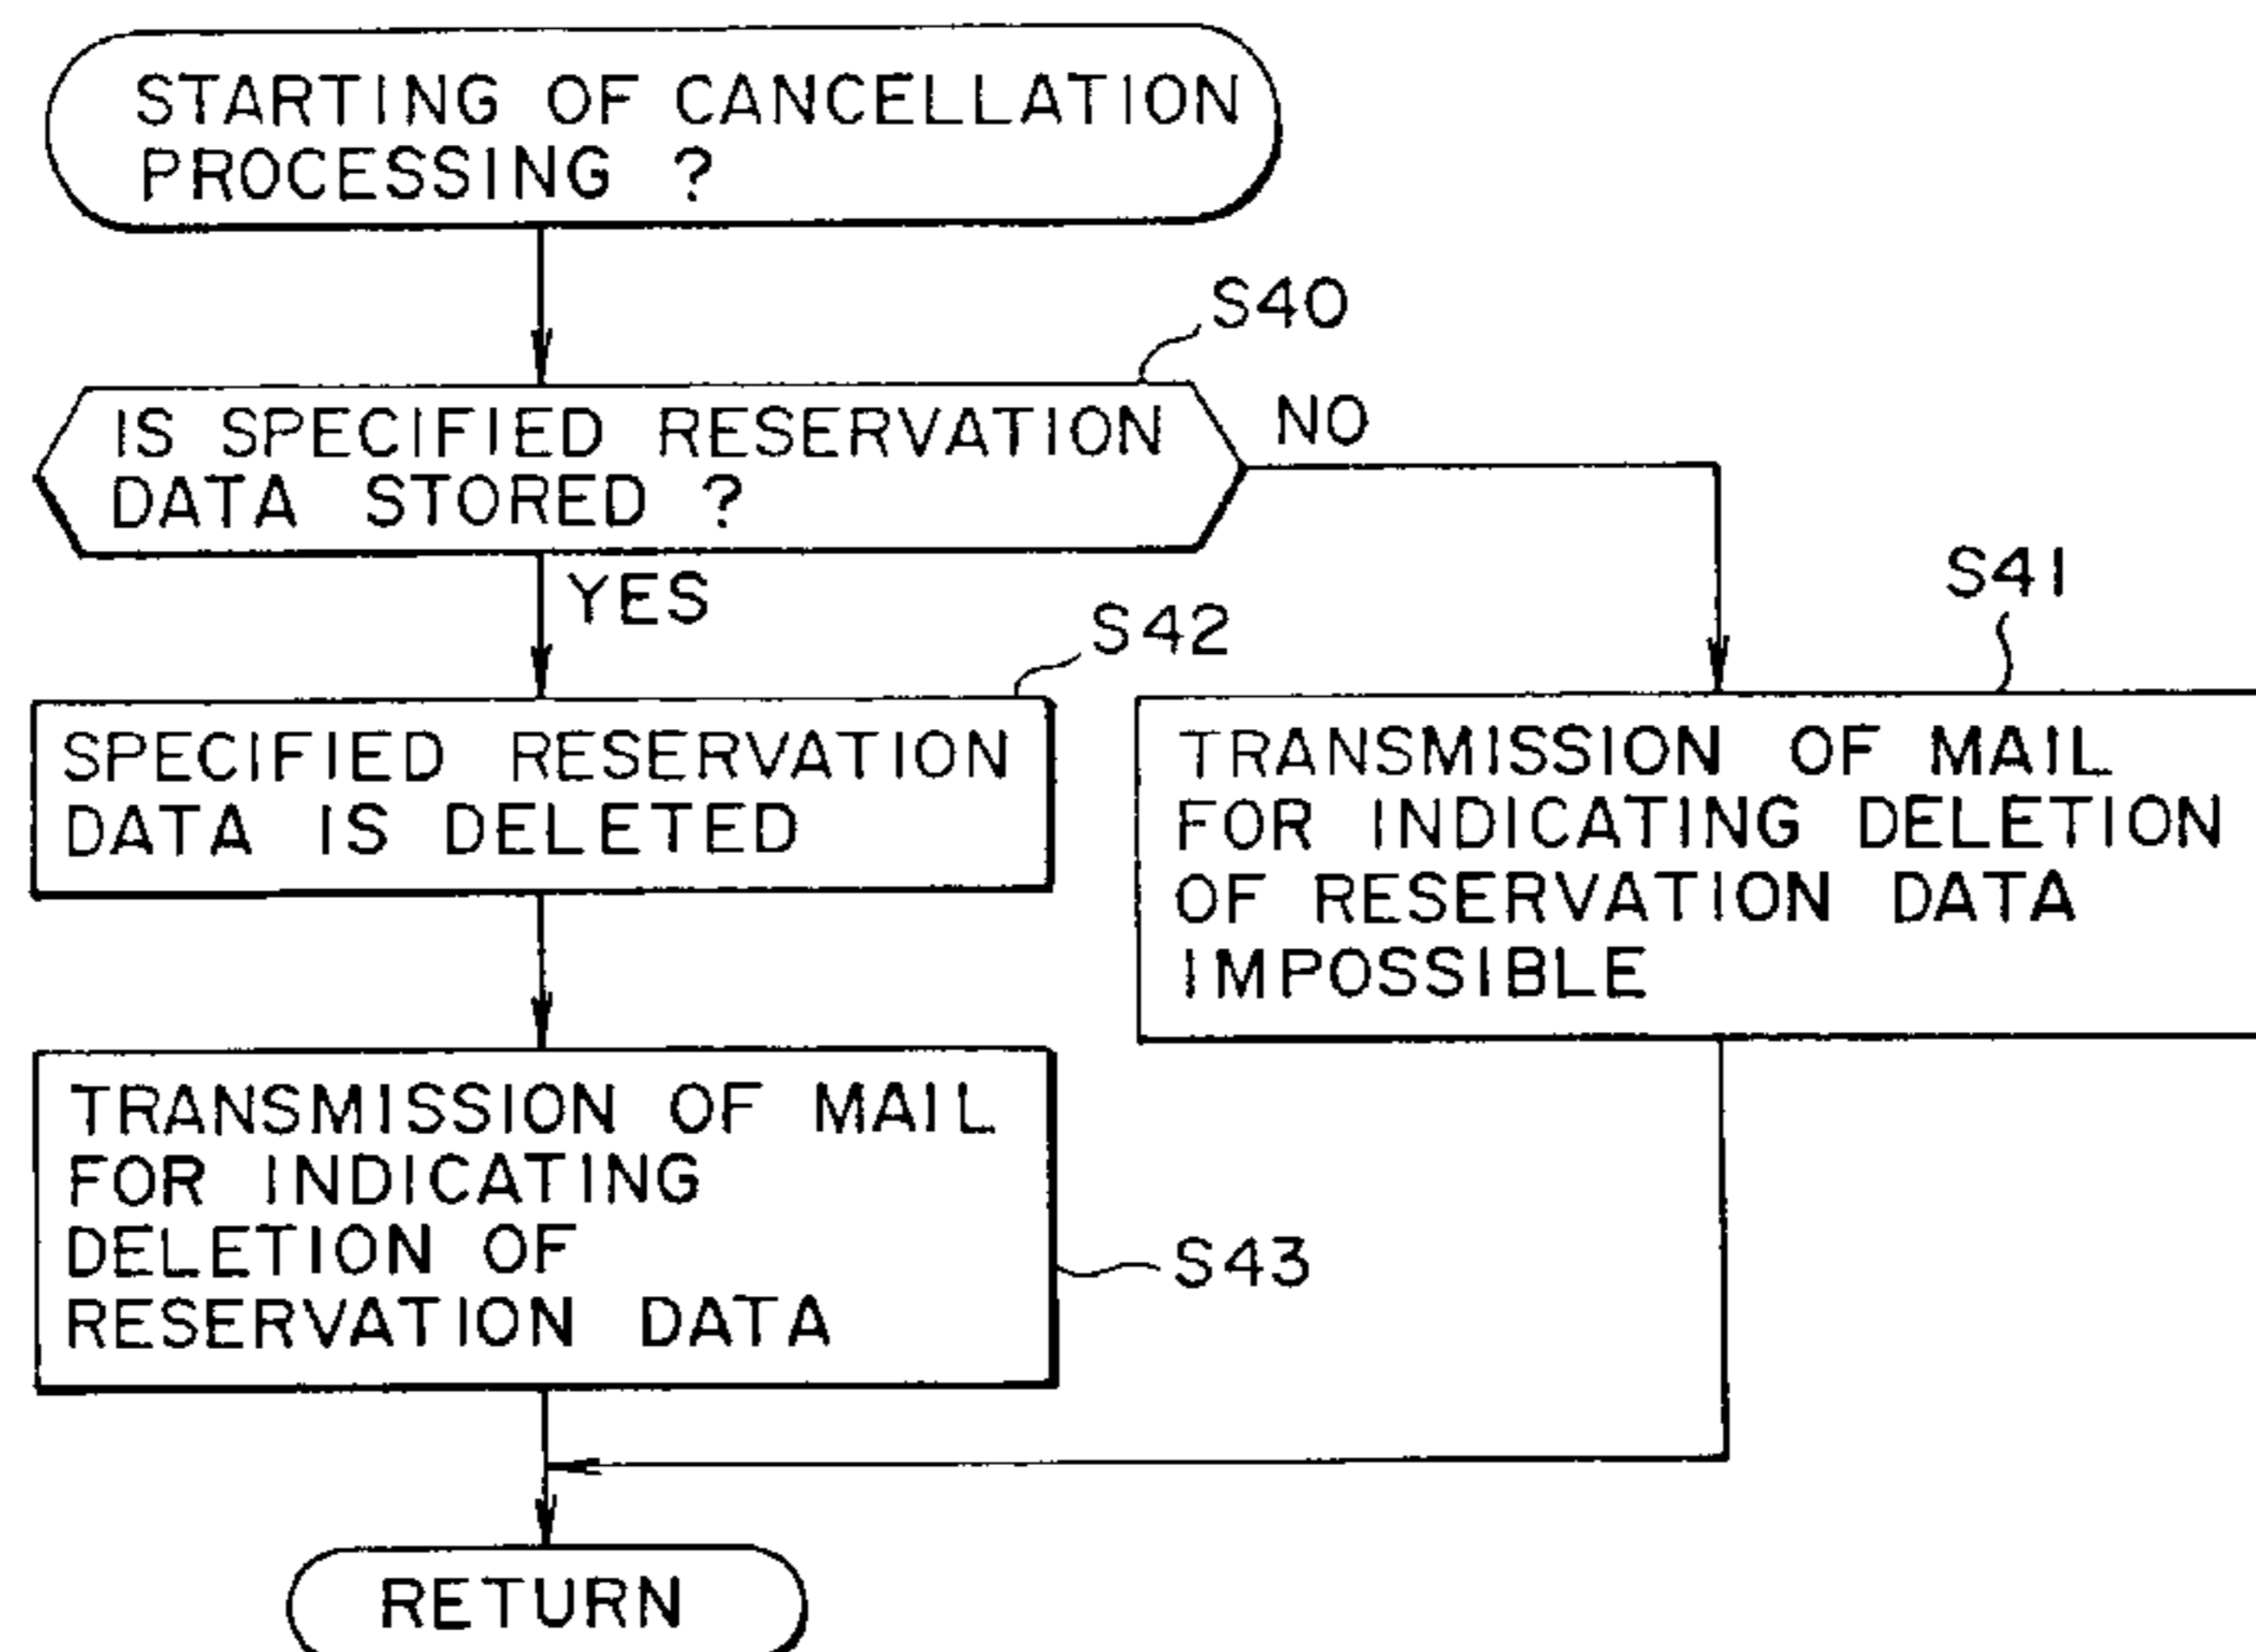 STARTING OF CANCELLATION
PROCESSING ?
S40
IS SPECIFIED RESERVATION
DATA STORED ?
NO
YES
S41
S42
SPECIFIED RESERVATION
DATA IS DELETED
TRANSMISSION OF MAIL
FOR INDICATING DELETION
OF RESERVATION DATA
IMPOSSIBLE
TRANSMISSION OF MAIL
FOR INDICATING
DELETION OF
RESERVATION DATA
S43
RETURN